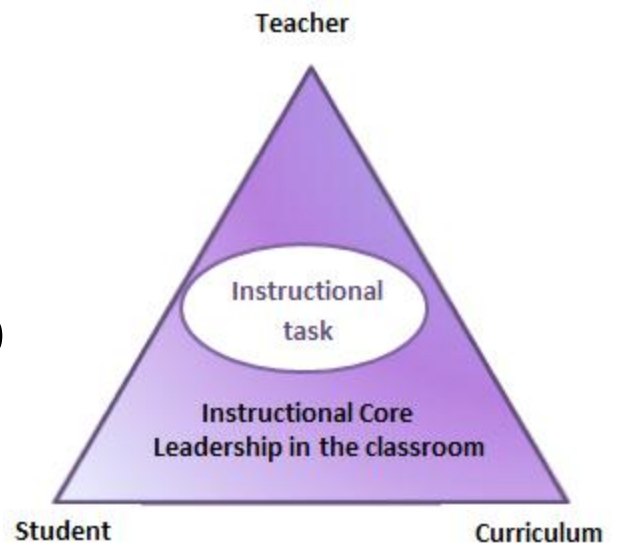 Teacher
Instructional
task
)
Instructional Core
Leadership in the classroom
Student
Curriculum